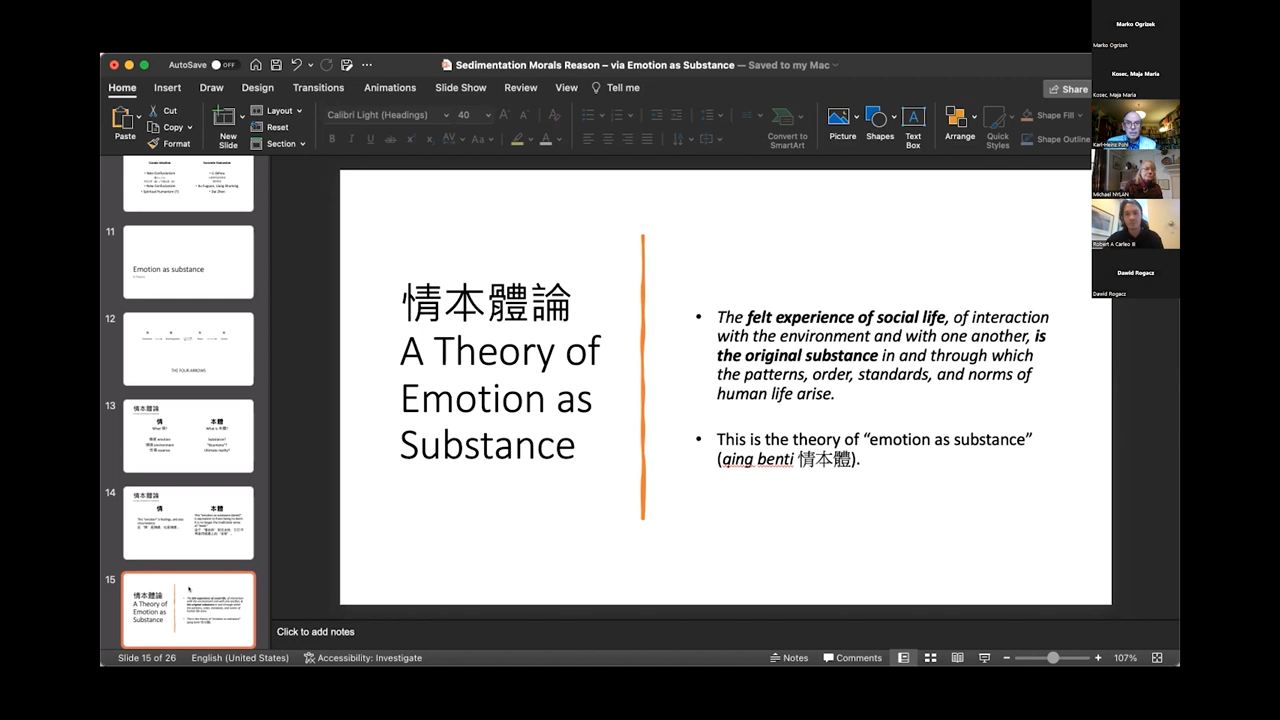 AutoSave OFF
Sedimentation Morals Reason – via Emotion as Substance — Saved to my Mac
Home Insert Draw Design Transitions Animations Slide Show Review View Tell me
Share
Paste
Cut
Copy
Format
New
Slide
Layout
Reset
Section
Calibri Light (Headings) 40
Convert to
SmartArt
Picture
Shapes
Text
Box
Arrange
Quick
Styles
Shape Fill
Shape Outline
11
Emotion as substance
12
THE FOUR ARROWS
13
情本體論
情
本體
14
情本體論
情
本體
15
情本體論
A Theory of
Emotion as
Substance
情本體論
A Theory of
Emotion as
Substance
• The felt experience of social life, of interaction
with the environment and with one another, is
the original substance in and through which
the patterns, order, standards, and norms of
human life arise.
• This is the theory of “emotion as substance”
(qing benti 情本體).
Click to add notes
Slide 15 of 26 English (United States) Accessibility: Investigate
Notes Comments 107%
Marko Ogrizek
Marko Ogrizek
Kosec, Maja Maria
Kosec, Maja Maria
Karl-Heinz Pohl
Michael NYLAN
Robert A Carleo III
Dawid Rogacz
Dawid Rogacz